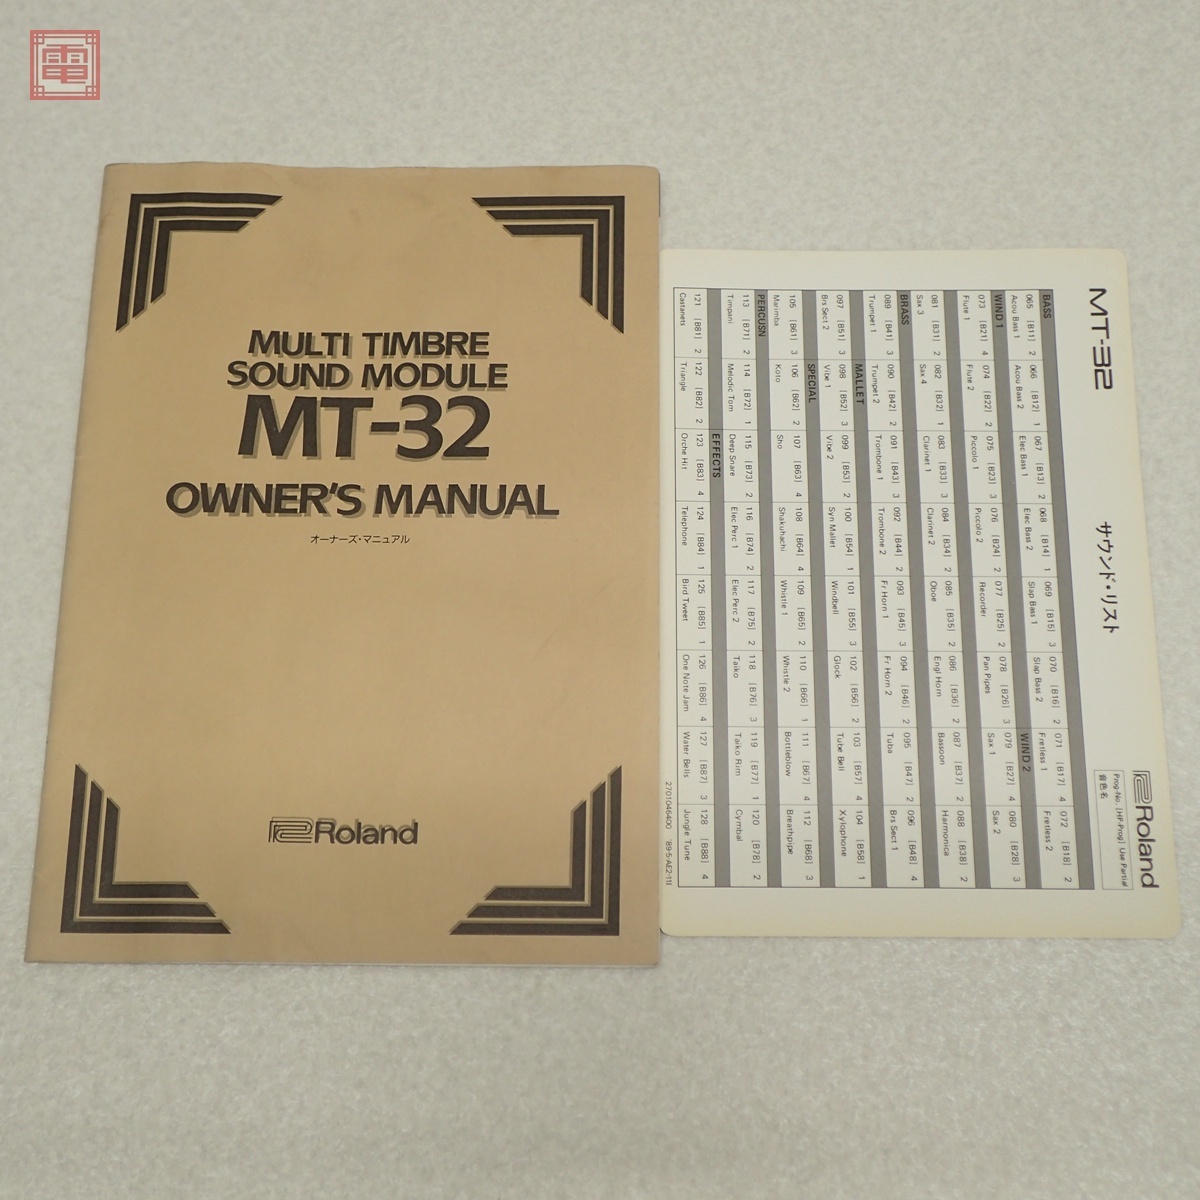 電
MULTI TIMBRE
SOUND MODULE
MT-32
OWNER'S MANUAL
オーナーズ・マニュアル
Roland
MT-32 サウンド・リスト Roland
Prog-No. [HP-Prog] Use Partial
音色名
BASS
065 [B11] 2 066 [B12] 1 067 [B13] 2 068 [B14] 1 069 [B15] 3 070 [B16] 2 071 [B17] 4 072 [B18] 2
Acou Bass 1 Acou Bass 2 Elec Bass 1 Elec Bass 2 Slap Bass 1 Slap Bass 2 Fretless 1 Fretless 2
WIND 1 WIND 2
073 [B21] 4 074 [B22] 2 075 [B23] 3 076 [B24] 2 077 [B25] 2 078 [B26] 3 079 [B27] 4 080 [B28] 3
Flute 1 Flute 2 Piccolo 1 Piccolo 2 Recorder Pan Pipes Sax 1 Sax 2
081 [B31] 2 082 [B32] 1 083 [B33] 3 084 [B34] 2 085 [B35] 2 086 [B36] 2 087 [B37] 2 088 [B38] 2
Sax 3 Sax 4 Clarinet 1 Clarinet 2 Oboe Engl Horn Bassoon Harmonica
BRASS
089 [B41] 3 090 [B42] 2 091 [B43] 3 092 [B44] 2 093 [B45] 3 094 [B46] 2 095 [B47] 2 096 [B48] 4
Trumpet 1 Trumpet 2 Trombone 1 Trombone 2 Fr Horn 1 Fr Horn 2 Tuba Brs Sect 1
MALLET
097 [B51] 3 098 [B52] 3 099 [B53] 2 100 [B54] 1 101 [B55] 3 102 [B56] 2 103 [B57] 4 104 [B58] 1
Brs Sect 2 Vibe 1 Vibe 2 Syn Mallet Windbell Glock Tube Bell Xylophone
SPECIAL
105 [B61] 3 106 [B62] 2 107 [B63] 4 108 [B64] 4 109 [B65] 2 110 [B66] 1 111 [B67] 4 112 [B68] 3
Marimba Koto Sho Shakuhachi Whistle 1 Whistle 2 Bottleblow Breathpipe
PERCUSN
113 [B71] 2 114 [B72] 1 115 [B73] 2 116 [B74] 2 117 [B75] 2 118 [B76] 3 119 [B77] 1 120 [B78] 2
Timpani Melodic Tom Deep Snare Elec Perc 1 Elec Perc 2 Taiko Taiko Rim Cymbal
EFFECTS
121 [B81] 2 122 [B82] 2 123 [B83] 4 124 [B84] 1 125 [B85] 1 126 [B86] 4 127 [B87] 3 128 [B88] 4
Castanets Triangle Orche Hit Telephone Bird Tweet One Note Jam Water Bells Jungle Tune
2701046400 '89-5-AE2-11I